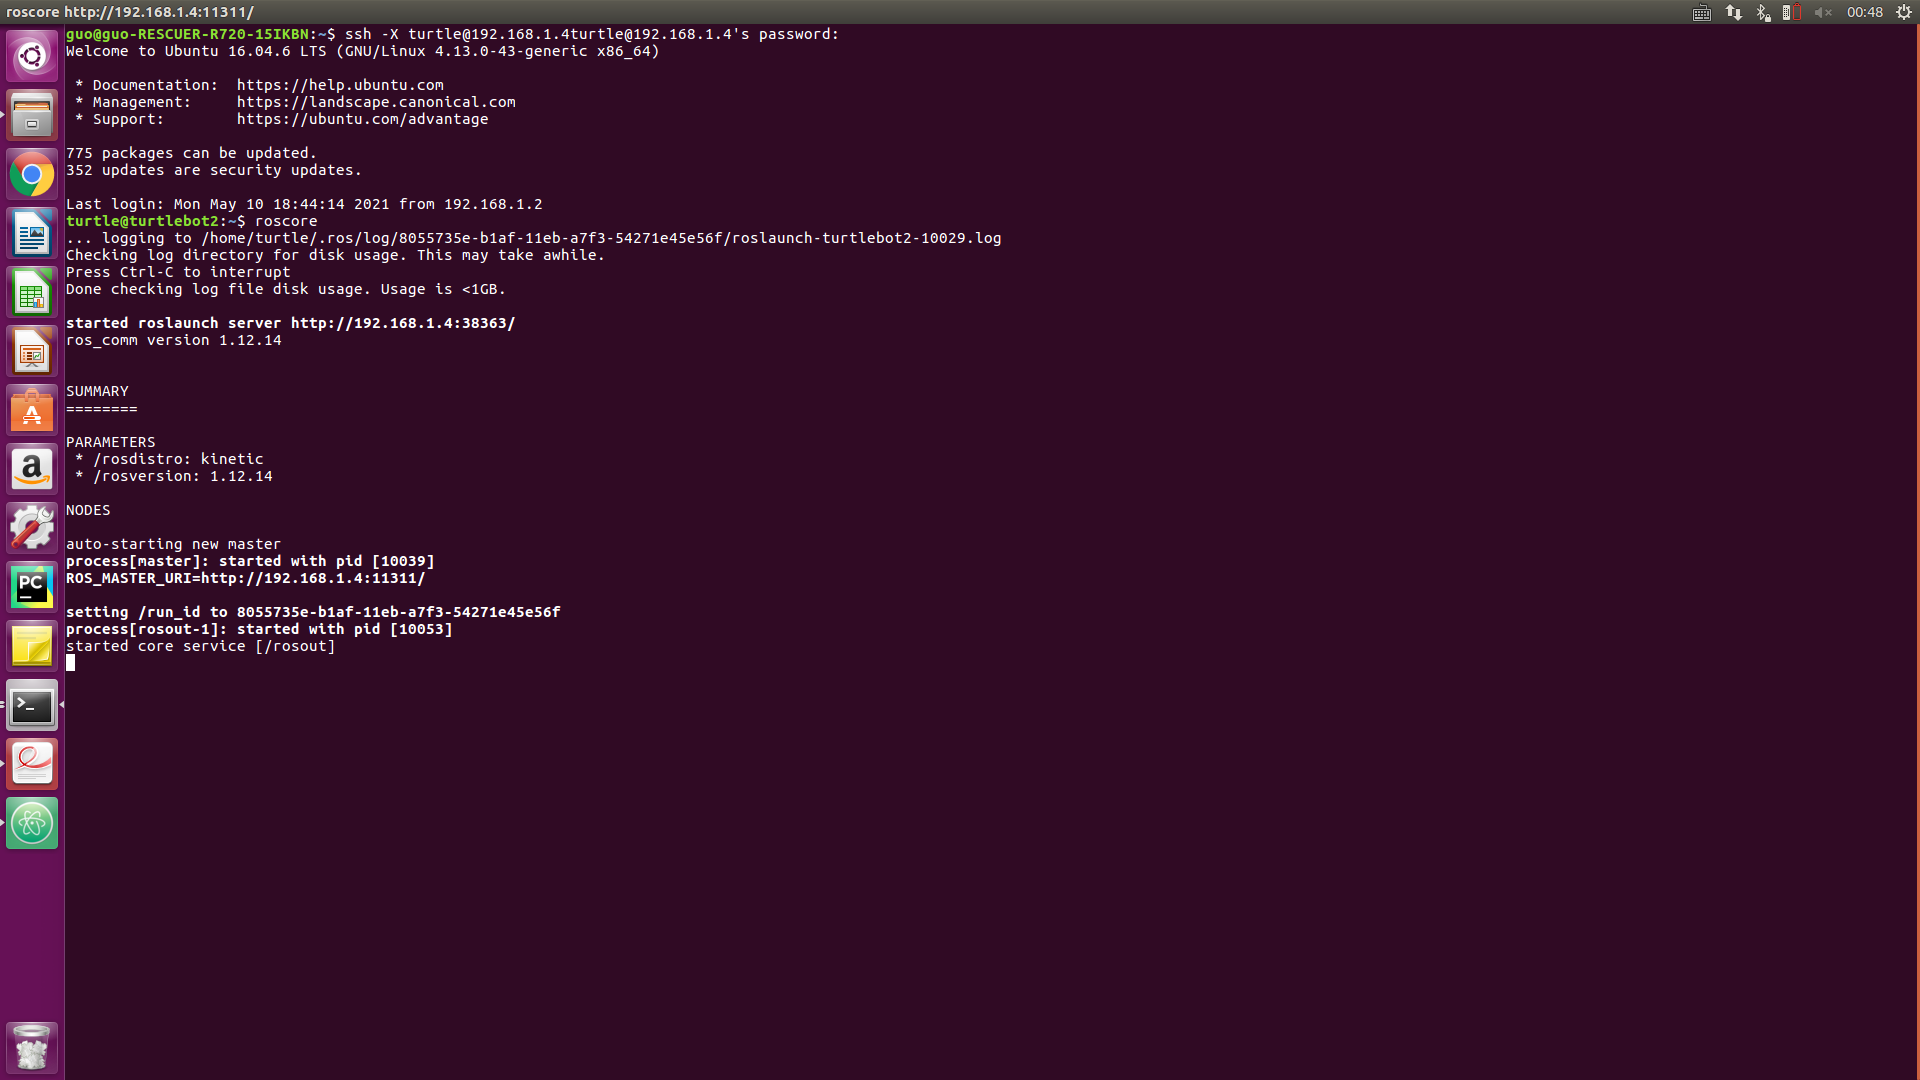 roscore http://192.168.1.4:11311/
00:48
guo@guo-RESCUER-R720-15IKBN:~$ ssh -X turtle@192.168.1.4turtle@192.168.1.4's password:
Welcome to Ubuntu 16.04.6 LTS (GNU/Linux 4.13.0-43-generic x86_64)
* Documentation:  https://help.ubuntu.com
* Management:     https://landscape.canonical.com
* Support:        https://ubuntu.com/advantage
775 packages can be updated.
352 updates are security updates.
Last login: Mon May 10 18:44:14 2021 from 192.168.1.2
turtle@turtlebot2:~$ roscore
... logging to /home/turtle/.ros/log/8055735e-b1af-11eb-a7f3-54271e45e56f/roslaunch-turtlebot2-10029.log
Checking log directory for disk usage. This may take awhile.
Press Ctrl-C to interrupt
Done checking log file disk usage. Usage is <1GB.
started roslaunch server http://192.168.1.4:38363/
ros_comm version 1.12.14
SUMMARY
========
PARAMETERS
* /rosdistro: kinetic
* /rosversion: 1.12.14
NODES
auto-starting new master
process[master]: started with pid [10039]
ROS_MASTER_URI=http://192.168.1.4:11311/
setting /run_id to 8055735e-b1af-11eb-a7f3-54271e45e56f
process[rosout-1]: started with pid [10053]
started core service [/rosout]
a
PC